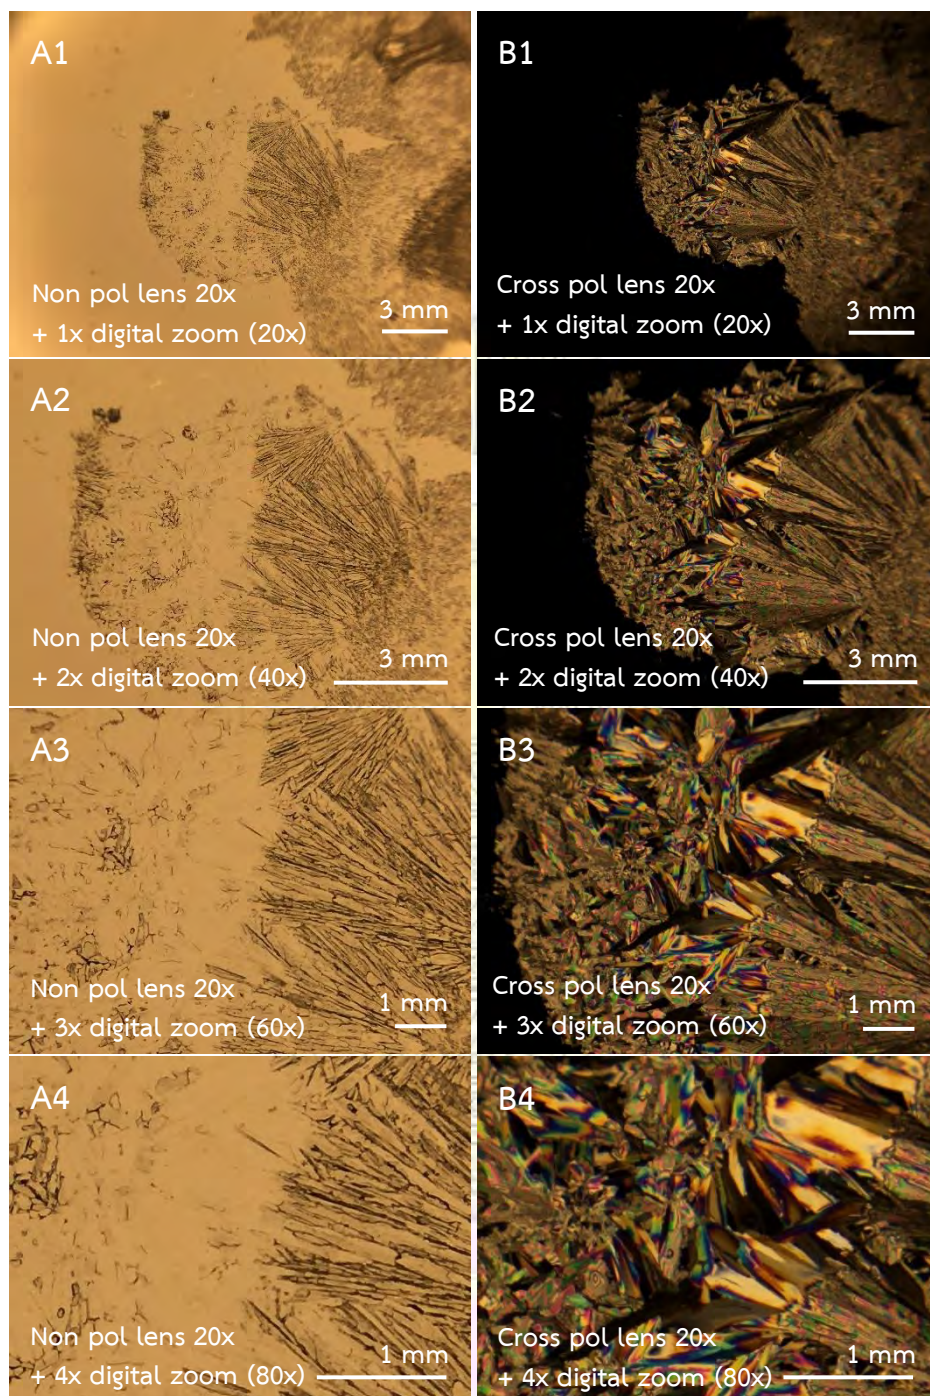 A1
Non pol lens 20x
+ 1x digital zoom (20x)
3 mm
B1
Cross pol lens 20x
+ 1x digital zoom (20x)
3 mm
A2
Non pol lens 20x
+ 2x digital zoom (40x)
3 mm
B2
Cross pol lens 20x
+ 2x digital zoom (40x)
3 mm
A3
Non pol lens 20x
+ 3x digital zoom (60x)
1 mm
B3
Cross pol lens 20x
+ 3x digital zoom (60x)
1 mm
A4
Non pol lens 20x
+ 4x digital zoom (80x)
1 mm
B4
Cross pol lens 20x
+ 4x digital zoom (80x)
1 mm